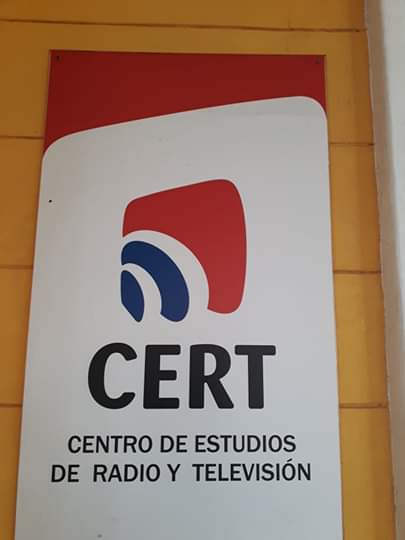 CERT
CENTRO DE ESTUDIOS
DE RADIO Y TELEVISIÓN